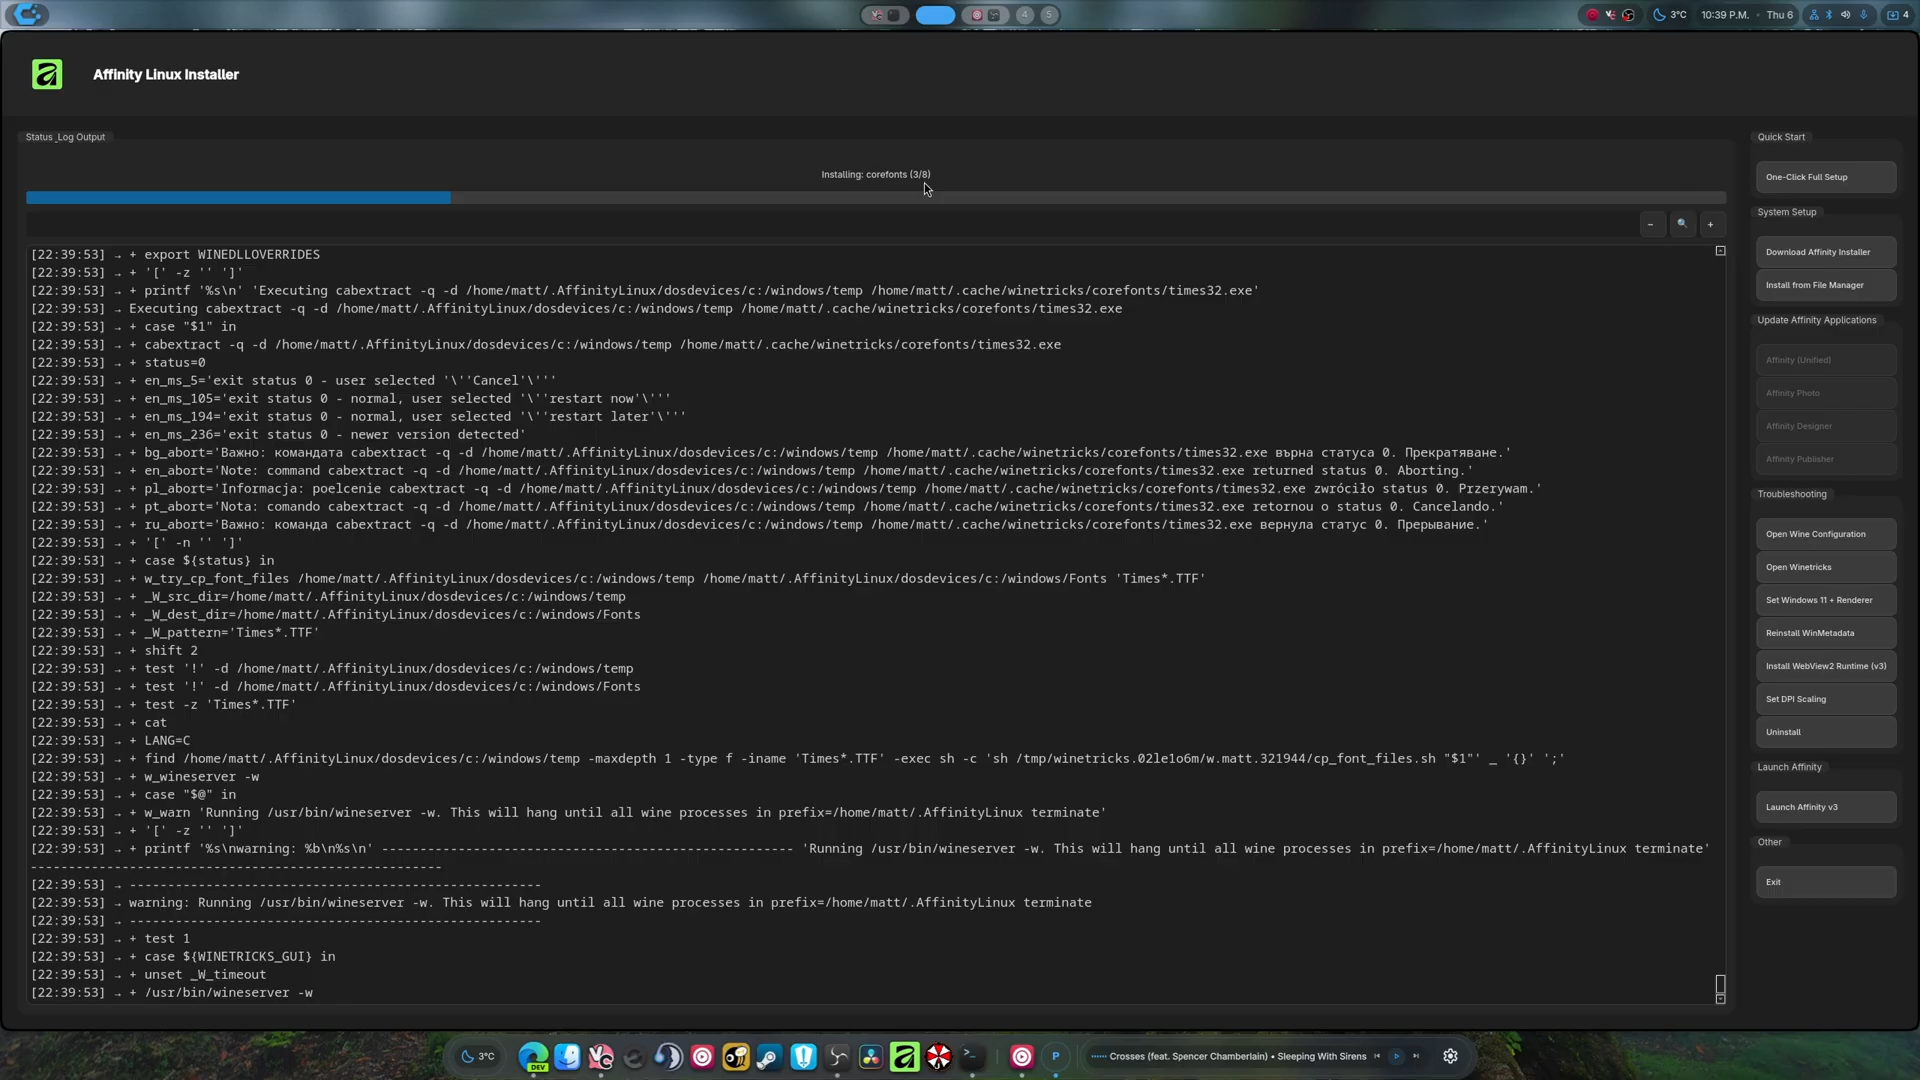 4
5
3°C
10:39 P.M.
Thu 6
4
Affinity Linux Installer
Status_Log Output
Installing: corefonts (3/8)
[22:39:53] → + export WINEDLLOVERRIDES
[22:39:53] → + '[' -z '' ']'
[22:39:53] → + printf '%s\n' 'Executing cabextract -q -d /home/matt/.AffinityLinux/dosdevices/c:/windows/temp /home/matt/.cache/winetricks/corefonts/times32.exe'
[22:39:53] → Executing cabextract -q -d /home/matt/.AffinityLinux/dosdevices/c:/windows/temp /home/matt/.cache/winetricks/corefonts/times32.exe
[22:39:53] → + case "$1" in
[22:39:53] → + cabextract -q -d /home/matt/.AffinityLinux/dosdevices/c:/windows/temp /home/matt/.cache/winetricks/corefonts/times32.exe
[22:39:53] → + status=0
[22:39:53] → + en_ms_5='exit status 0 - user selected '\''Cancel'\'''
[22:39:53] → + en_ms_105='exit status 0 - normal, user selected '\''restart now'\'''
[22:39:53] → + en_ms_194='exit status 0 - normal, user selected '\''restart later'\'''
[22:39:53] → + en_ms_236='exit status 0 - newer version detected'
[22:39:53] → + bg_abort='Важно: командата cabextract -q -d /home/matt/.AffinityLinux/dosdevices/c:/windows/temp /home/matt/.cache/winetricks/corefonts/times32.exe върна статуса 0. Прекратяване.'
[22:39:53] → + en_abort='Note: command cabextract -q -d /home/matt/.AffinityLinux/dosdevices/c:/windows/temp /home/matt/.cache/winetricks/corefonts/times32.exe returned status 0. Aborting.'
[22:39:53] → + pl_abort='Informacja: poelcenie cabextract -q -d /home/matt/.AffinityLinux/dosdevices/c:/windows/temp /home/matt/.cache/winetricks/corefonts/times32.exe zwróciło status 0. Przerywam.'
[22:39:53] → + pt_abort='Nota: comando cabextract -q -d /home/matt/.AffinityLinux/dosdevices/c:/windows/temp /home/matt/.cache/winetricks/corefonts/times32.exe retornou o status 0. Cancelando.'
[22:39:53] → + ru_abort='Важно: команда cabextract -q -d /home/matt/.AffinityLinux/dosdevices/c:/windows/temp /home/matt/.cache/winetricks/corefonts/times32.exe вернула статус 0. Прерывание.'
[22:39:53] → + '[' -n '' ']'
[22:39:53] → + case ${status} in
[22:39:53] → + w_try_cp_font_files /home/matt/.AffinityLinux/dosdevices/c:/windows/temp /home/matt/.AffinityLinux/dosdevices/c:/windows/Fonts 'Times*.TTF'
[22:39:53] → + _W_src_dir=/home/matt/.AffinityLinux/dosdevices/c:/windows/temp
[22:39:53] → + _W_dest_dir=/home/matt/.AffinityLinux/dosdevices/c:/windows/Fonts
[22:39:53] → + _W_pattern='Times*.TTF'
[22:39:53] → + shift 2
[22:39:53] → + test '!' -d /home/matt/.AffinityLinux/dosdevices/c:/windows/temp
[22:39:53] → + test '!' -d /home/matt/.AffinityLinux/dosdevices/c:/windows/Fonts
[22:39:53] → + test -z 'Times*.TTF'
[22:39:53] → + cat
[22:39:53] → + LANG=C
[22:39:53] → + find /home/matt/.AffinityLinux/dosdevices/c:/windows/temp -maxdepth 1 -type f -iname 'Times*.TTF' -exec sh -c 'sh /tmp/winetricks.02le1o6m/w.matt.321944/cp_font_files.sh "$1"' _ '{}' ';'
[22:39:53] → + w_wineserver -w
[22:39:53] → + case "$@" in
[22:39:53] → + w_warn 'Running /usr/bin/wineserver -w. This will hang until all wine processes in prefix=/home/matt/.AffinityLinux terminate'
[22:39:53] → + '[' -z '' ']'
[22:39:53] → + printf '%s\nwarning: %b\n%s\n' ------------------------------------------------------ 'Running /usr/bin/wineserver -w. This will hang until all wine processes in prefix=/home/matt/.AffinityLinux terminate'
------------------------------------------------------
[22:39:53] → ------------------------------------------------------
[22:39:53] → warning: Running /usr/bin/wineserver -w. This will hang until all wine processes in prefix=/home/matt/.AffinityLinux terminate
[22:39:53] → ------------------------------------------------------
[22:39:53] → + test 1
[22:39:53] → + case ${WINETRICKS_GUI} in
[22:39:53] → + unset _W_timeout
[22:39:53] → + /usr/bin/wineserver -w
Quick Start
One-Click Full Setup
System Setup
Download Affinity Installer
Install from File Manager
Update Affinity Applications
Affinity (Unified)
Affinity Photo
Affinity Designer
Affinity Publisher
Troubleshooting
Open Wine Configuration
Open Winetricks
Set Windows 11 + Renderer
Reinstall WinMetadata
Install WebView2 Runtime (v3)
Set DPI Scaling
Uninstall
Launch Affinity
Launch Affinity v3
Other
Exit
3°C
DEV
P
Crosses (feat. Spencer Chamberlain) • Sleeping With Sirens